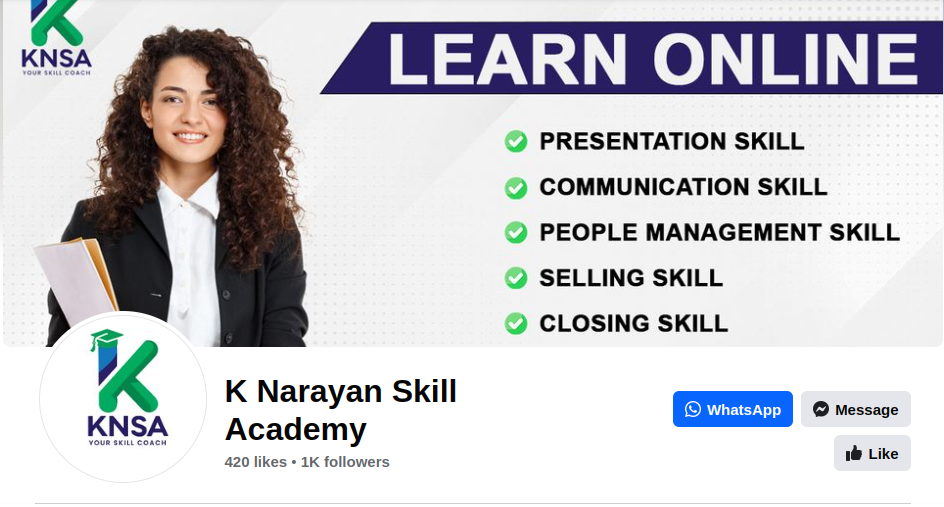 KNSA
YOUR SKILL COACH
LEARN ONLINE
PRESENTATION SKILL
COMMUNICATION SKILL
PEOPLE MANAGEMENT SKILL
SELLING SKILL
CLOSING SKILL
KNSA
YOUR SKILL COACH
K Narayan Skill
Academy
420 likes • 1K followers
WhatsApp
Message
Like